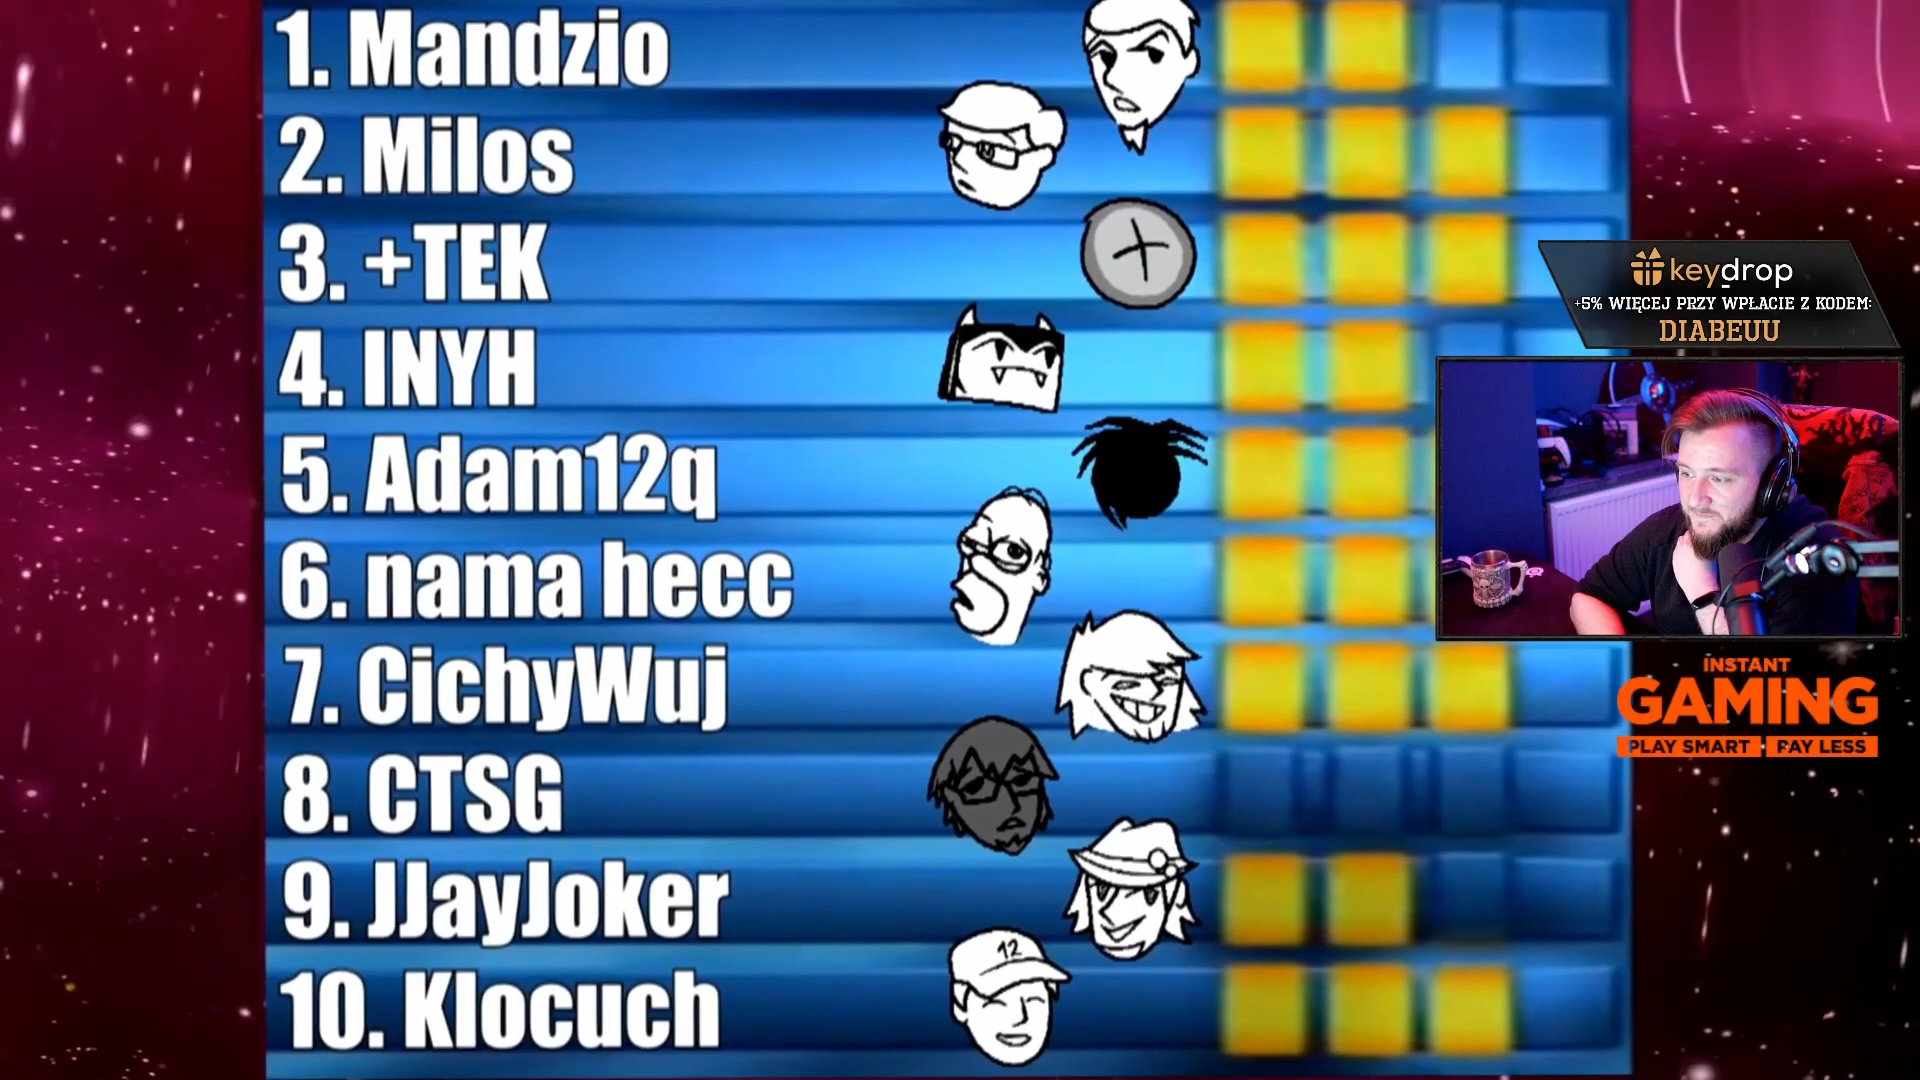 1. Mandzio
2. Milos
3. +TEK
4. INYH
5. Adam12q
6. nama hecc
7. CichyWuj
8. CTSG
9. JJayJoker
12
10. Klocuch
keydrop
+5% WIĘCEJ PRZY WPŁACIE Z KODEM:
DIABEUU
INSTANT
GAMING
PLAY SMART PAY LESS